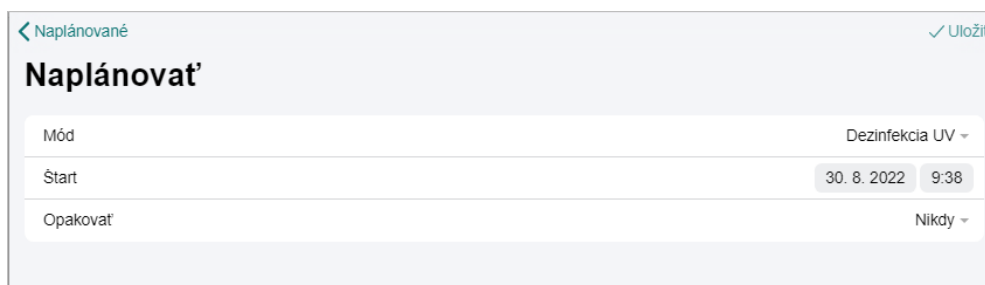 Naplánované
Uložiť
Naplánovať
Mód Dezinfekcia UV
Štart 30. 8. 2022 9:38
Opakovať Nikdy